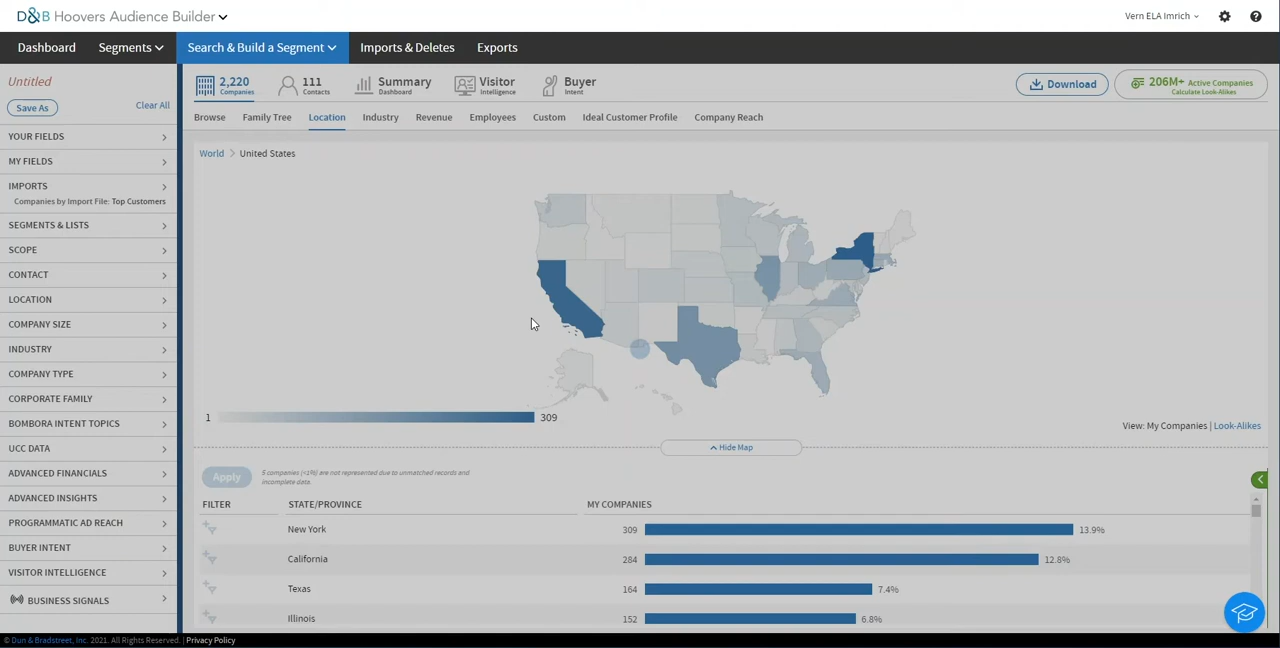 D&B Hoovers Audience Builder
Vern ELA Imrich
Dashboard Segments Search & Build a Segment Imports & Deletes Exports
Untitled
Save As Clear All
YOUR FIELDS
MY FIELDS
IMPORTS
Companies by Import File: Top Customers
SEGMENTS & LISTS
SCOPE
CONTACT
LOCATION
COMPANY SIZE
INDUSTRY
COMPANY TYPE
CORPORATE FAMILY
BOMBORA INTENT TOPICS
UCC DATA
ADVANCED FINANCIALS
ADVANCED INSIGHTS
PROGRAMMATIC AD REACH
BUYER INTENT
VISITOR INTELLIGENCE
BUSINESS SIGNALS
2,220 Companies
111 Contacts
Summary Dashboard
Visitor Intelligence
Buyer Intent
Download
206M+ Active Companies
Calculate Look-Alikes
Browse Family Tree Location Industry Revenue Employees Custom Ideal Customer Profile Company Reach
World > United States
1 309
View: My Companies | Look-Alikes
Hide Map
Apply
5 companies (<1%) are not represented due to unmatched records and
incomplete data.
FILTER STATE/PROVINCE MY COMPANIES
New York 309 13.9%
California 284 12.8%
Texas 164 7.4%
Illinois 152 6.8%
© Dun & Bradstreet, Inc. 2021. All Rights Reserved. | Privacy Policy